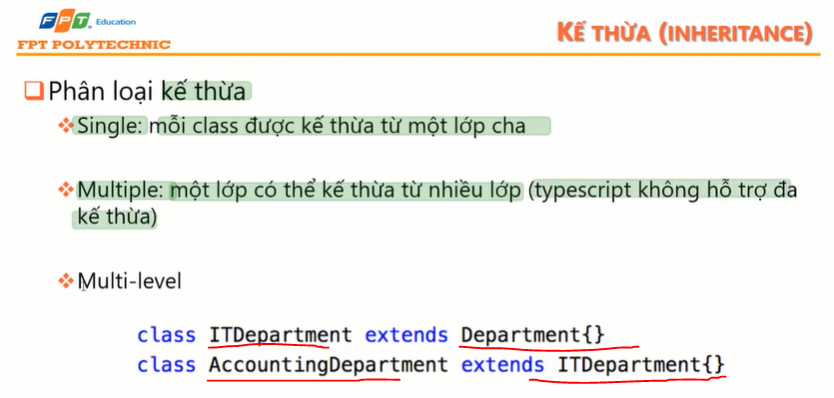 FPT Education
FPT POLYTECHNIC
KẾ THỪA (INHERITANCE)
Phân loại kế thừa
Single: mỗi class được kế thừa từ một lớp cha
Multiple: một lớp có thể kế thừa từ nhiều lớp (typescript không hỗ trợ đa
kế thừa)
Multi-level
class ITDepartment extends Department{}
class AccountingDepartment extends ITDepartment{}